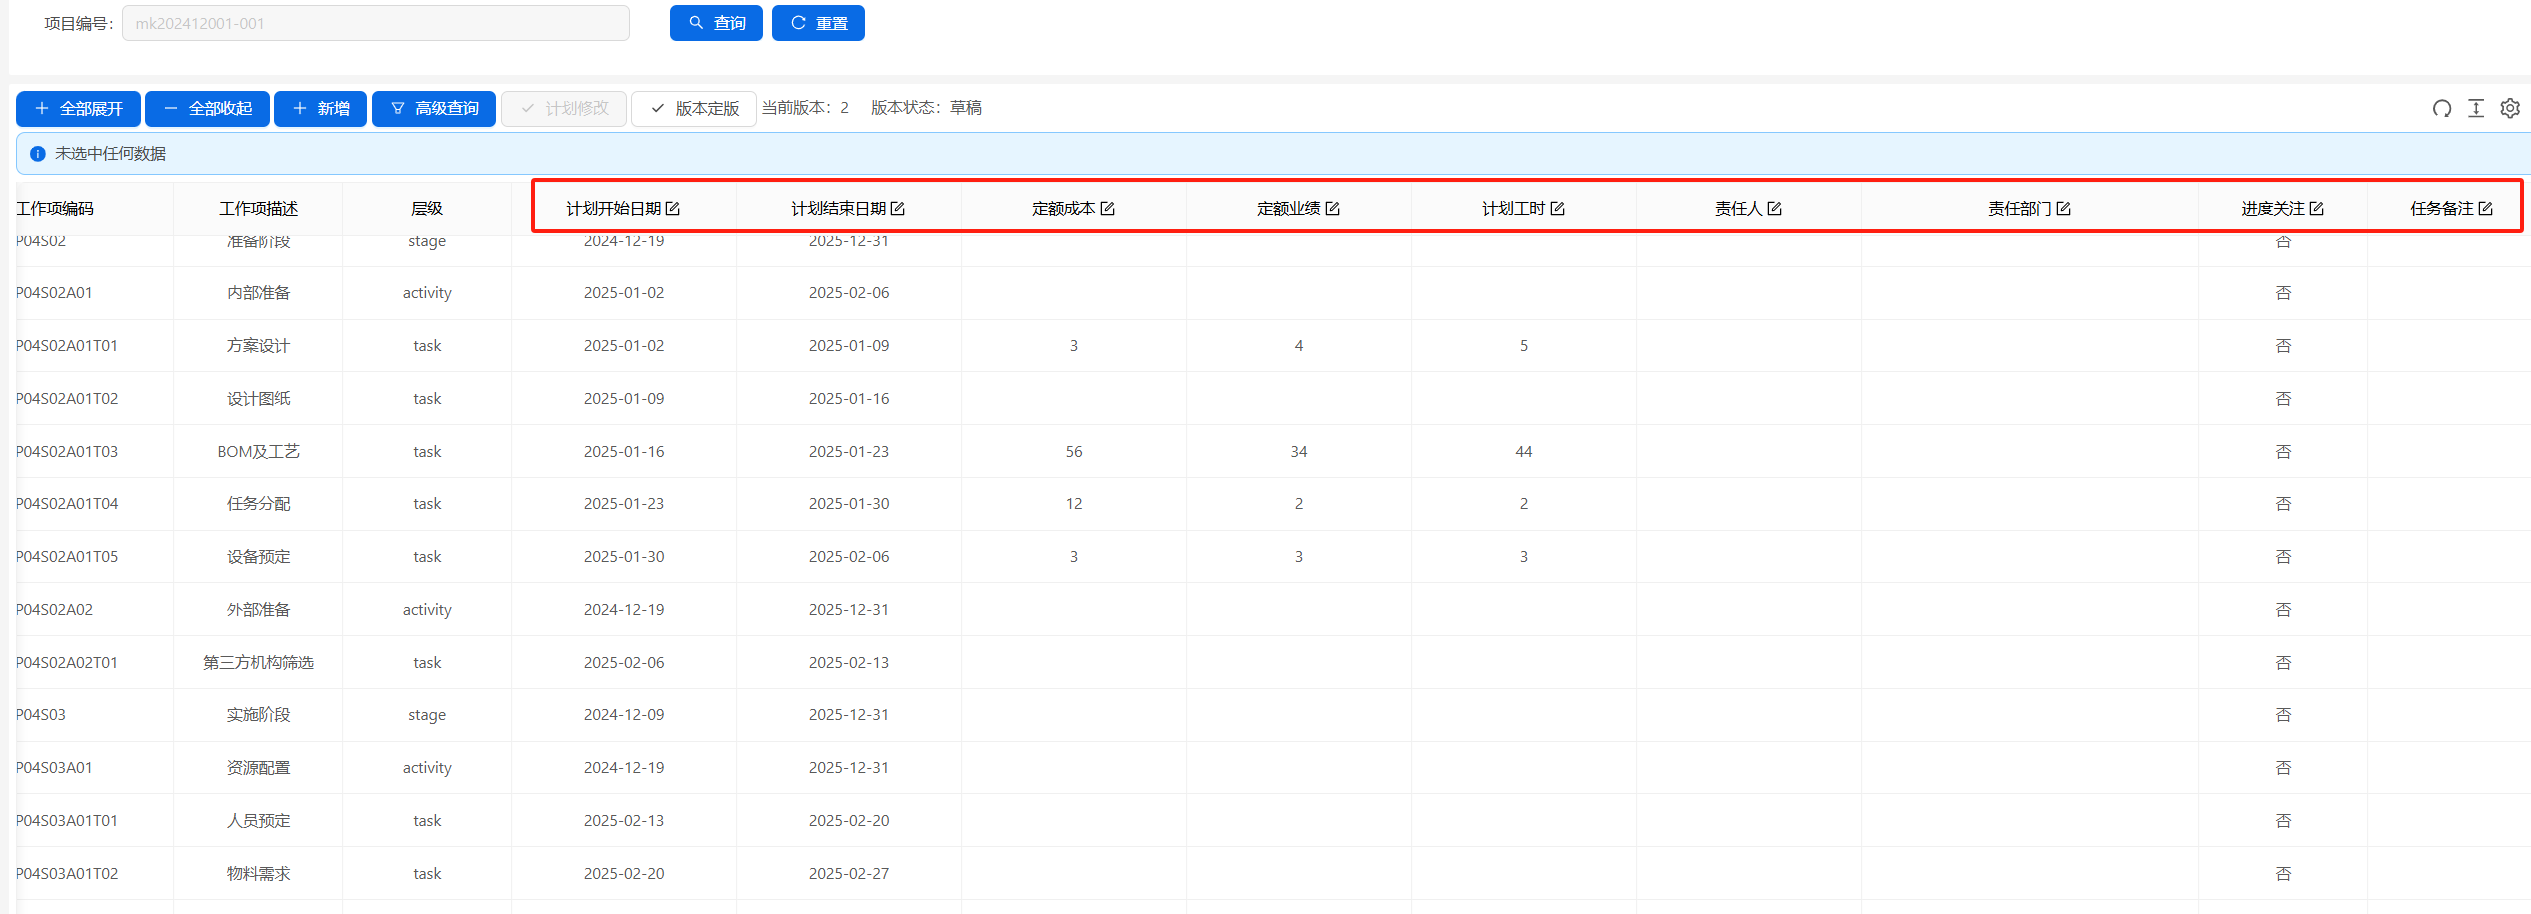 项目编号： mk202412001-001 查询 重置
全部展开 全部收起 新增 高级查询 计划修改 版本定版 当前版本：2 版本状态：草稿
未选中任何数据
工作项编码 工作项描述 层级 计划开始日期 计划结束日期 定额成本 定额业绩 计划工时 责任人 责任部门 进度关注 任务备注
P04S02 准备阶段 stage 2024-12-19 2025-12-31 否
P04S02A01 内部准备 activity 2025-01-02 2025-02-06 否
P04S02A01T01 方案设计 task 2025-01-02 2025-01-09 3 4 5 否
P04S02A01T02 设计图纸 task 2025-01-09 2025-01-16 否
P04S02A01T03 BOM及工艺 task 2025-01-16 2025-01-23 56 34 44 否
P04S02A01T04 任务分配 task 2025-01-23 2025-01-30 12 2 2 否
P04S02A01T05 设备预定 task 2025-01-30 2025-02-06 3 3 3 否
P04S02A02 外部准备 activity 2024-12-19 2025-12-31 否
P04S02A02T01 第三方机构筛选 task 2025-02-06 2025-02-13 否
P04S03 实施阶段 stage 2024-12-09 2025-12-31 否
P04S03A01 资源配置 activity 2024-12-19 2025-12-31 否
P04S03A01T01 人员预定 task 2025-02-13 2025-02-20 否
P04S03A01T02 物料需求 task 2025-02-20 2025-02-27 否